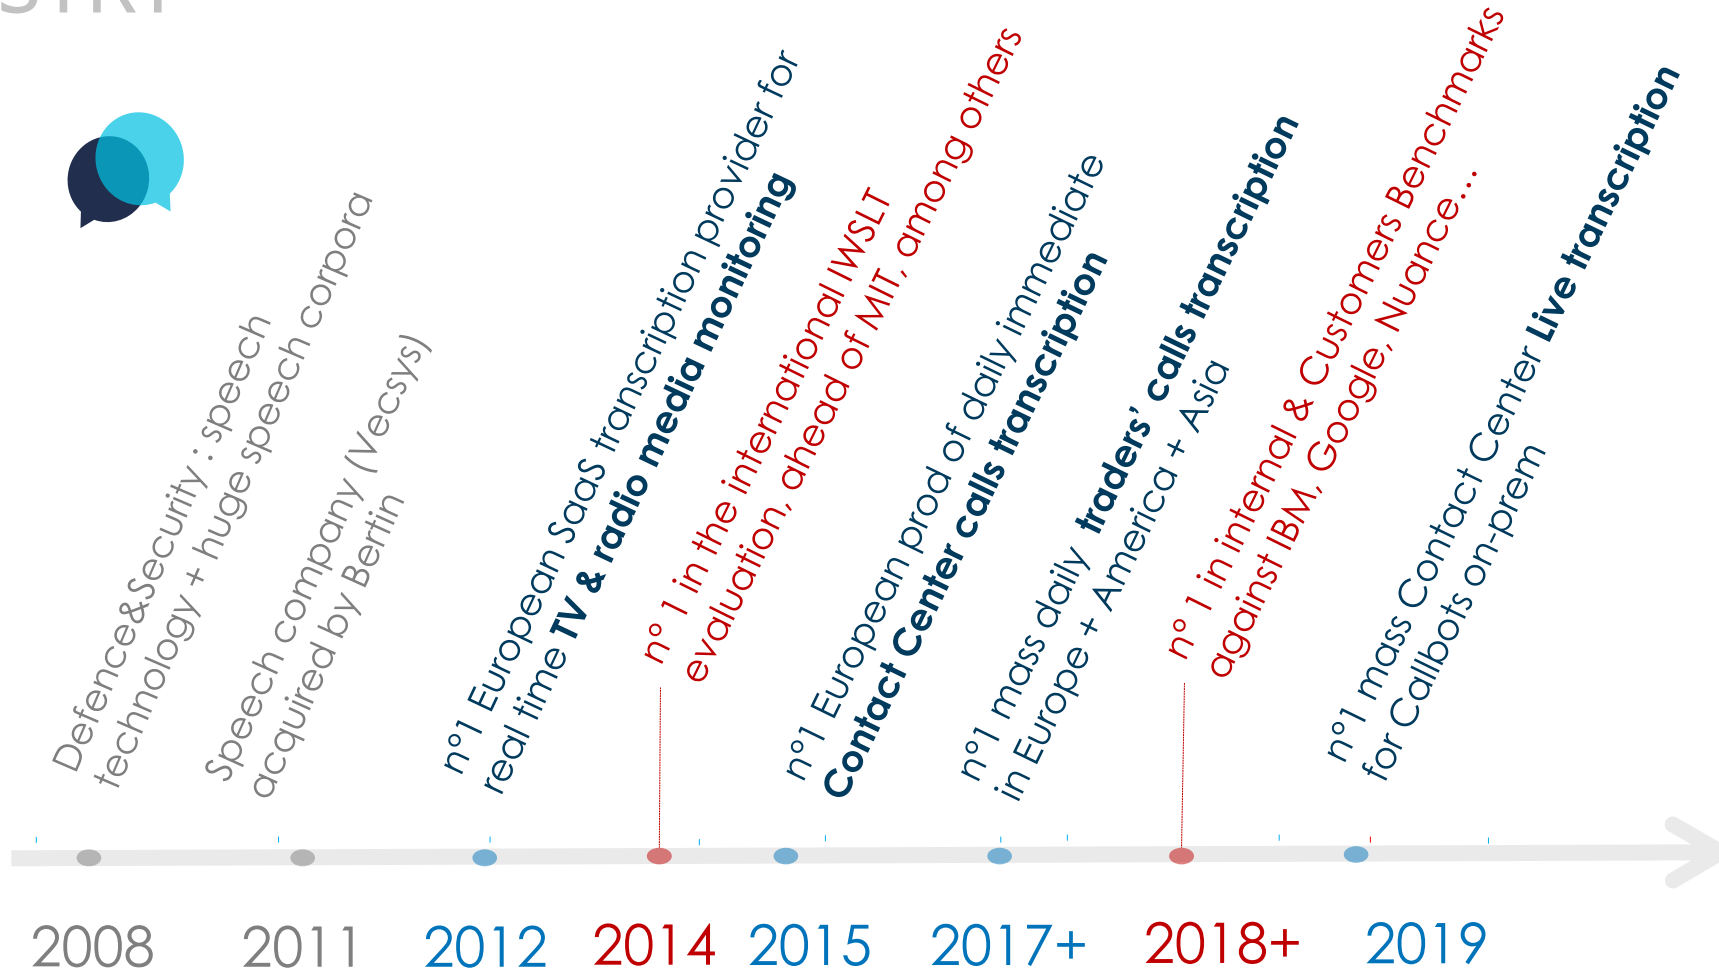 Defence&Security : speech
technology + huge speech corpora
Speech company (Vecsys)
acquired by Bertin
n°1 European SaaS transcription provider for
real time TV & radio media monitoring
n° 1 in the international IWSLT
evaluation, ahead of MIT, among others
n°1 European prod of daily immediate
Contact Center calls transcription
n°1 mass daily traders’ calls transcription
in Europe + America + Asia
n° 1 in internal & Customers Benchmarks
against IBM, Google, Nuance…
n°1 mass Contact Center Live transcription
for Callbots on-prem
2008
2011
2012
2014
2015
2017+
2018+
2019